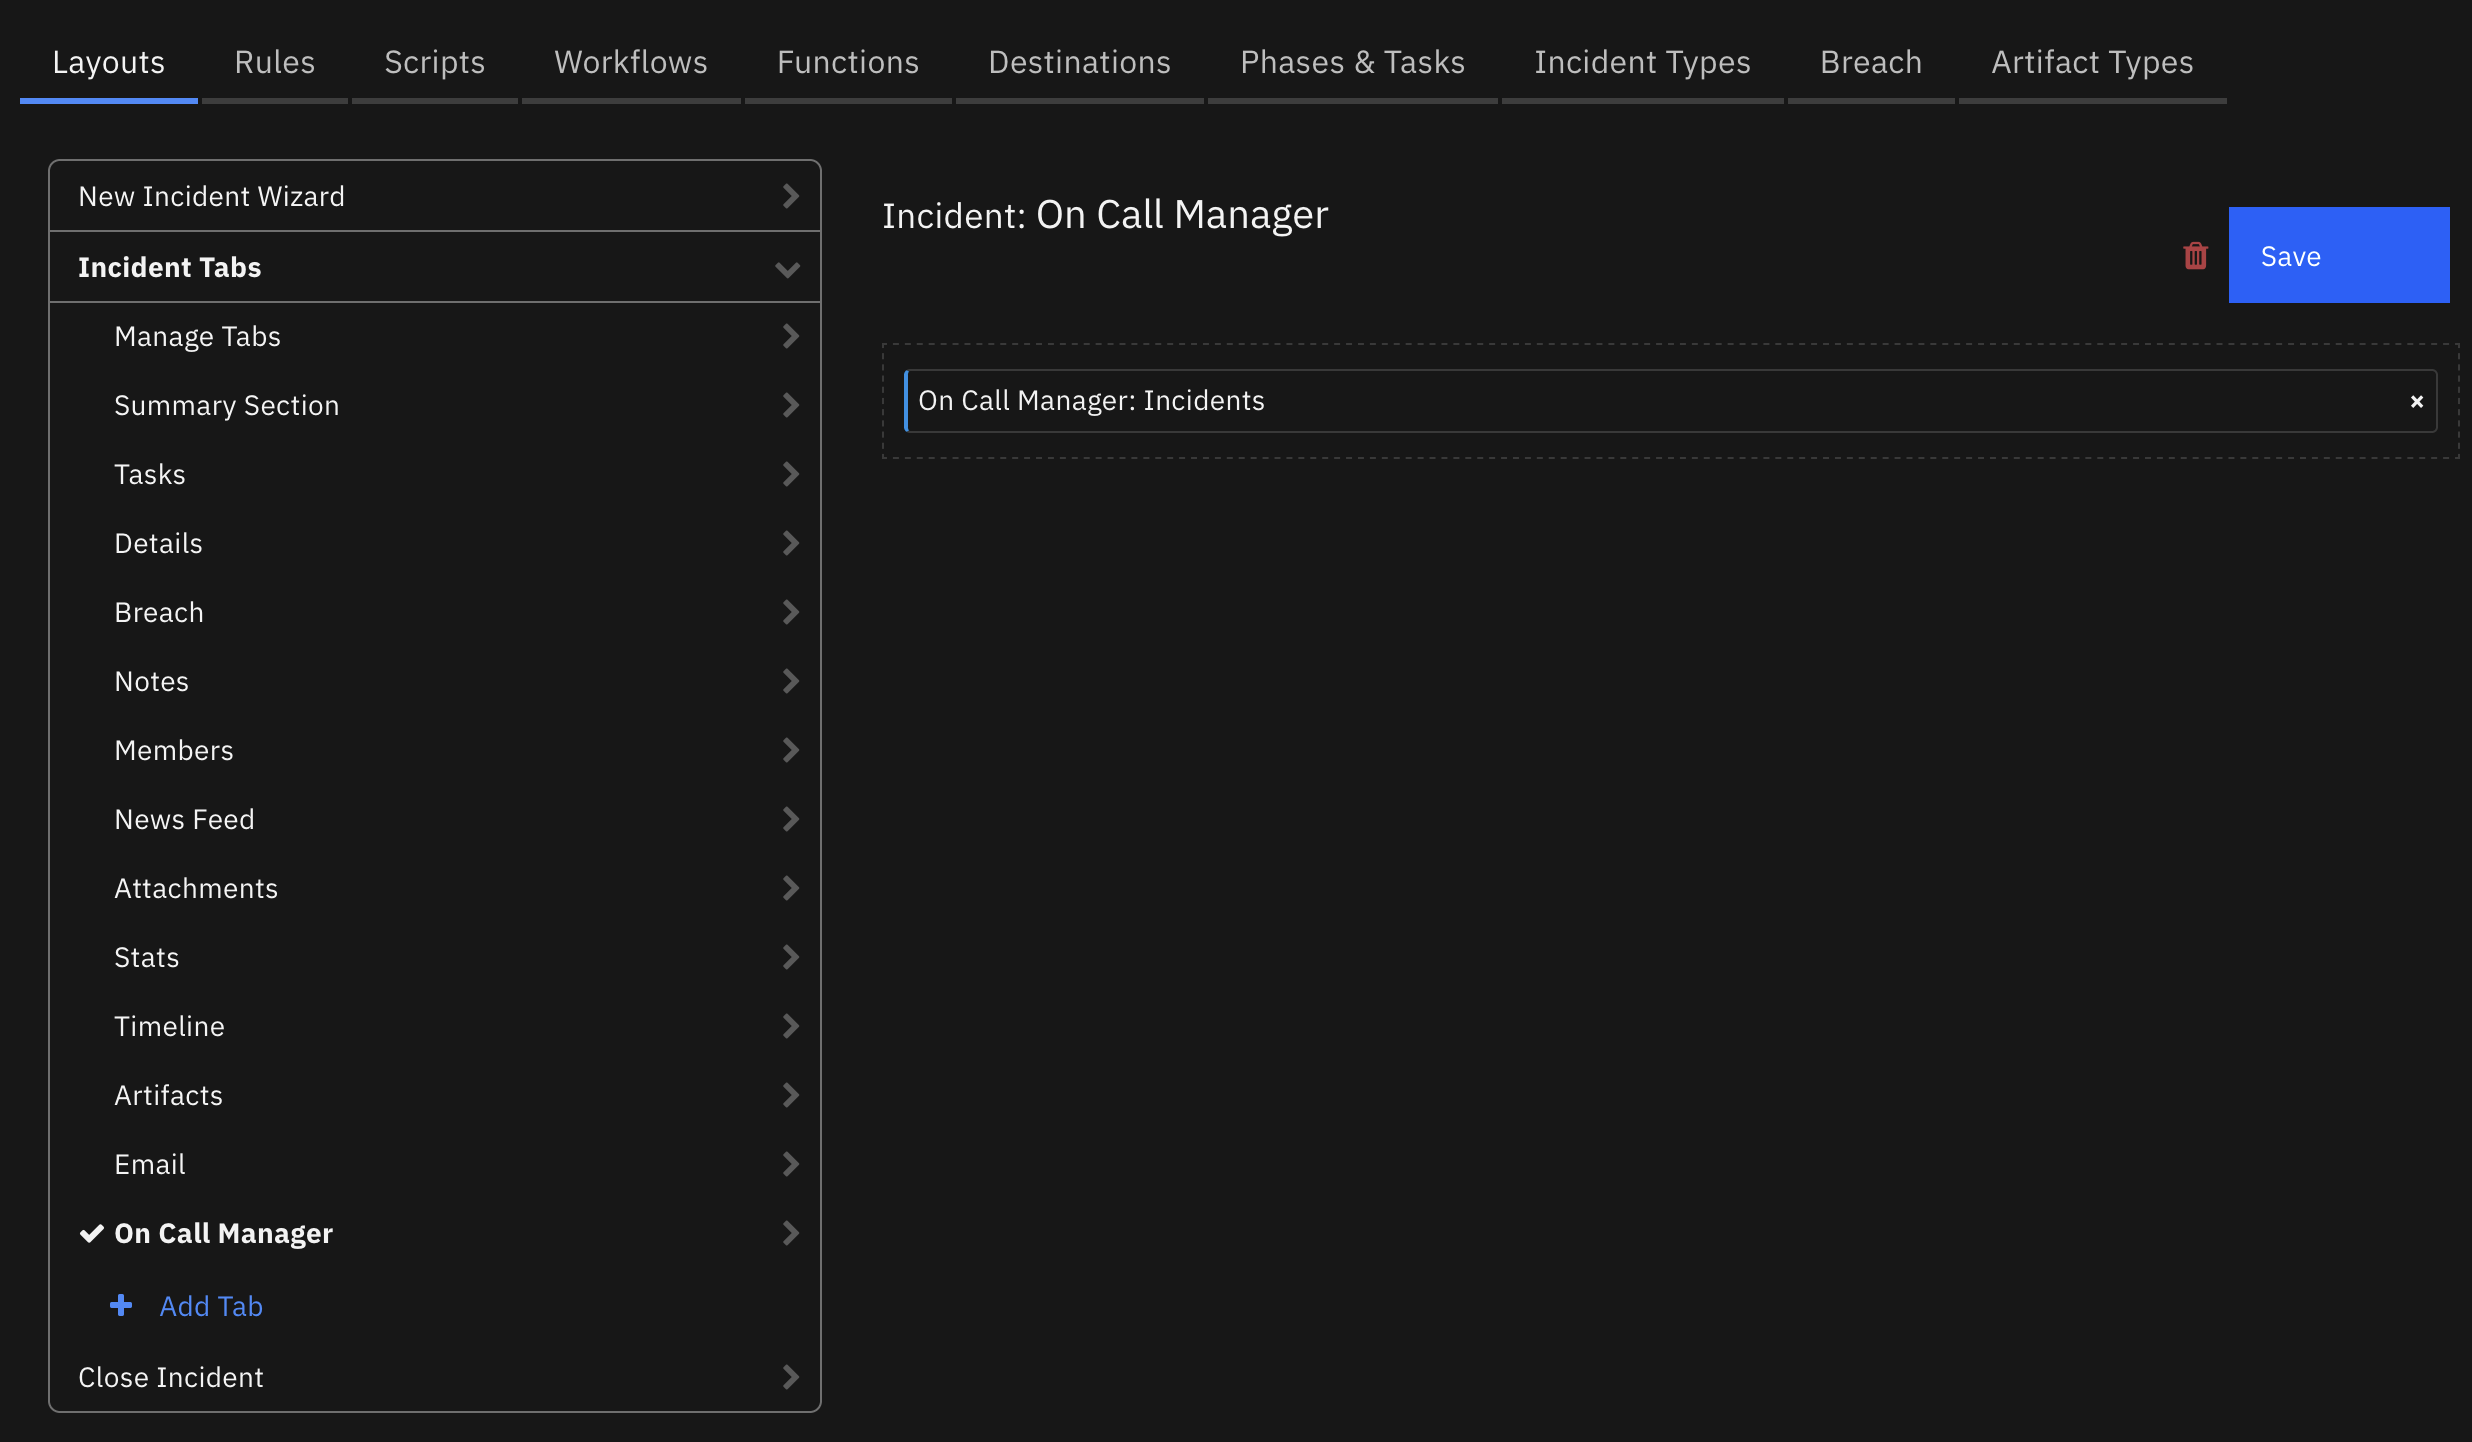 Layouts Rules Scripts Workflows Functions Destinations Phases & Tasks Incident Types Breach Artifact Types
New Incident Wizard
Incident Tabs
Manage Tabs
Summary Section
Tasks
Details
Breach
Notes
Members
News Feed
Attachments
Stats
Timeline
Artifacts
Email
On Call Manager
Add Tab
Close Incident
Incident: On Call Manager
Save
On Call Manager: Incidents